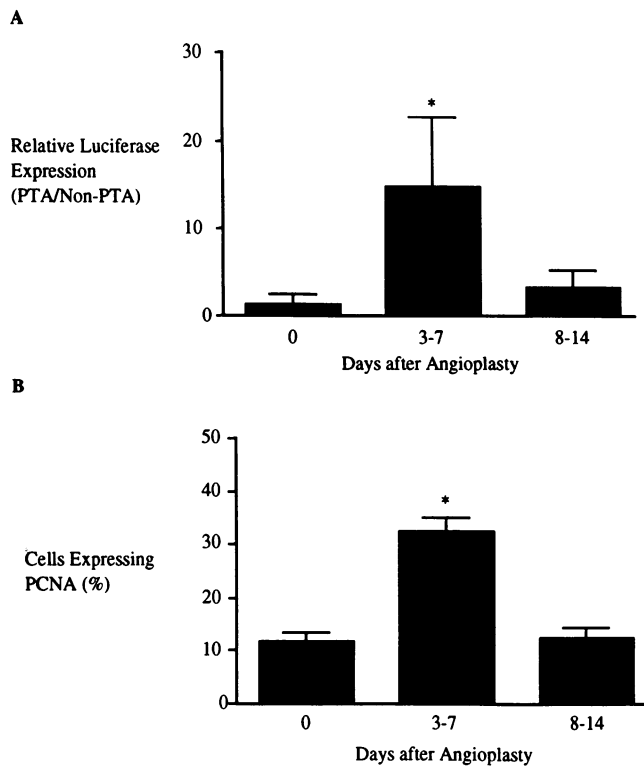 A
30
20
10
0
Relative Luciferase
Expression
(PTA/Non-PTA)
*
0 3-7 8-14
Days after Angioplasty
B
50
40
30
20
10
0
Cells Expressing
PCNA (%)
*
0 3-7 8-14
Days after Angioplasty